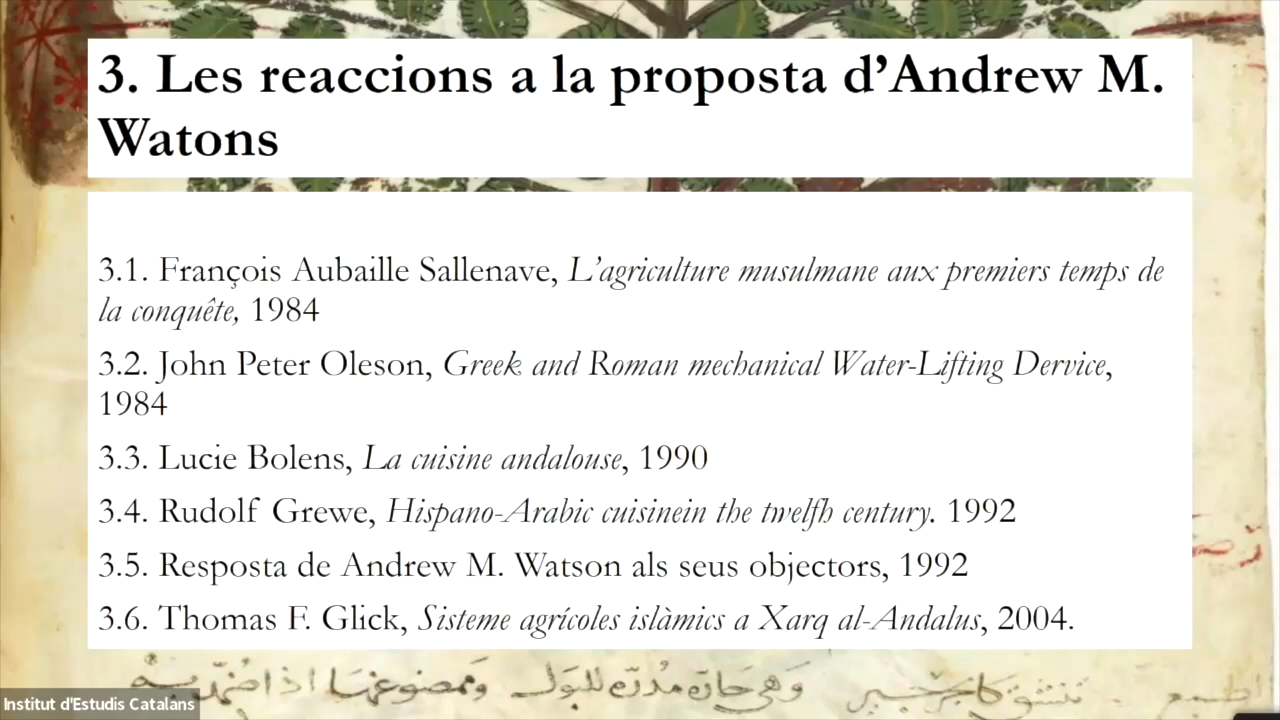 3. Les reaccions a la proposta d’Andrew M.
Watons
3.1. François Aubaille Sallenave, L’agriculture musulmane aux premiers temps de
la conquête, 1984
3.2. John Peter Oleson, Greek and Roman mechanical Water-Lifting Dervice,
1984
3.3. Lucie Bolens, La cuisine andalouse, 1990
3.4. Rudolf Grewe, Hispano-Arabic cuisinein the twelfh century. 1992
3.5. Resposta de Andrew M. Watson als seus objectors, 1992
3.6. Thomas F. Glick, Sisteme agrícoles islàmics a Xarq al-Andalus, 2004.
Institut d'Estudis Catalans